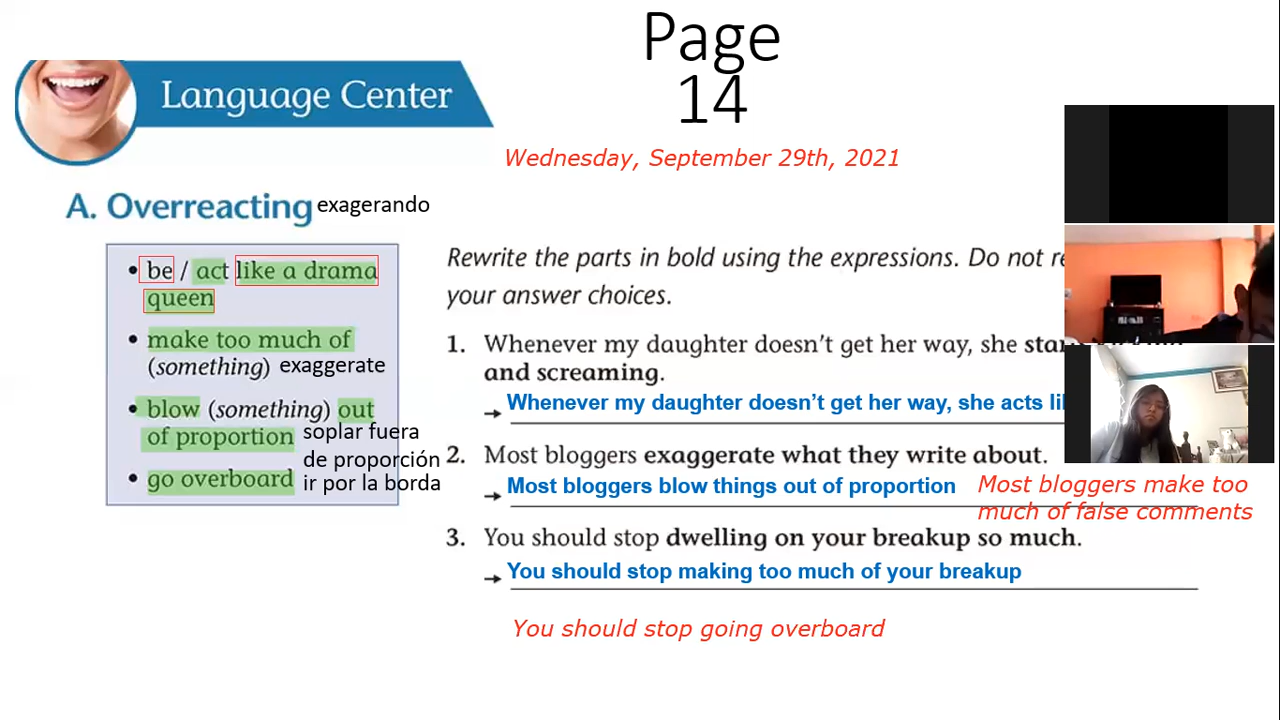 Page
14
Language Center
Wednesday, September 29th, 2021
A. Overreacting exagerando
• be / act like a drama
queen
• make too much of
(something) exaggerate
• blow (something) out
of proportion soplar fuera
de proporción
• go overboard ir por la borda
Rewrite the parts in bold using the expressions. Do not
your answer choices.
1. Whenever my daughter doesn't get her way, she
and screaming.
→ Whenever my daughter doesn't get her way, she acts
2. Most bloggers exaggerate what they write about.
→ Most bloggers blow things out of proportion
Most bloggers make too
much of false comments
3. You should stop dwelling on your breakup so much.
→ You should stop making too much of your breakup
You should stop going overboard